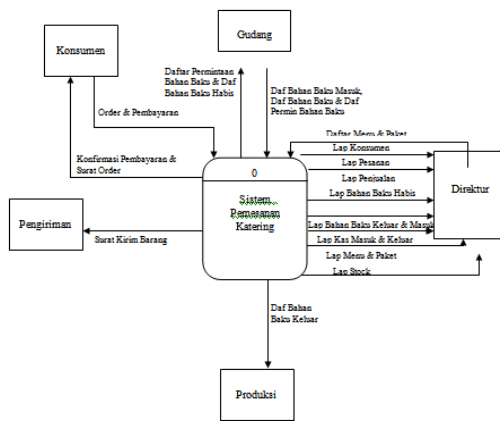 Gudang
Konsumen
Daftar Permintaan
Bahan Baku & Daf
Bahan Baku Habis
Daf Bahan Baku Masuk,
Daf Bahan Baku & Daf
Permin Bahan Baku
Order & Pembayaran
Daftar Menu & Paket
Lap Konsumen
Konfirmasi Pembayaran &
Surat Order
0
Lap Pesanan
Lap Penjualan
Sistem
Pemesanan
Katering
Lap Bahan Baku Habis
Direktur
Pengiriman
Lap Bahan Baku Keluar & Masuk
Surat Kirim Barang
Lap Kas Masuk & Keluar
Lap Menu & Paket
Lap Stock
Daf Bahan
Baku Keluar
Produksi